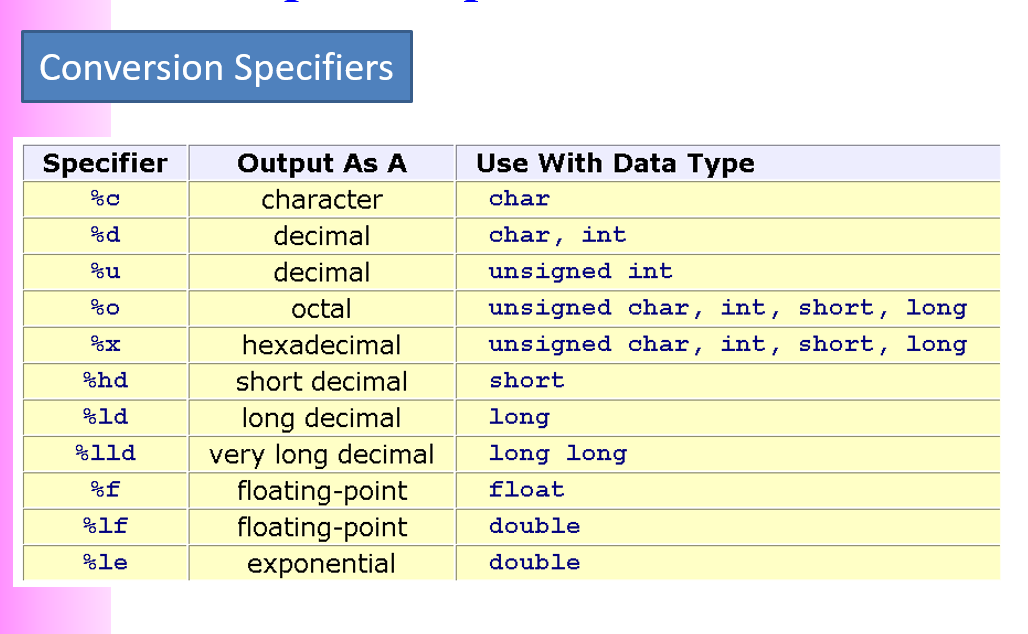 Conversion Specifiers
Specifier Output As A Use With Data Type
%c character char
%d decimal char, int
%u decimal unsigned int
%o octal unsigned char, int, short, long
%x hexadecimal unsigned char, int, short, long
%hd short decimal short
%ld long decimal long
%lld very long decimal long long
%f floating-point float
%lf floating-point double
%le exponential double